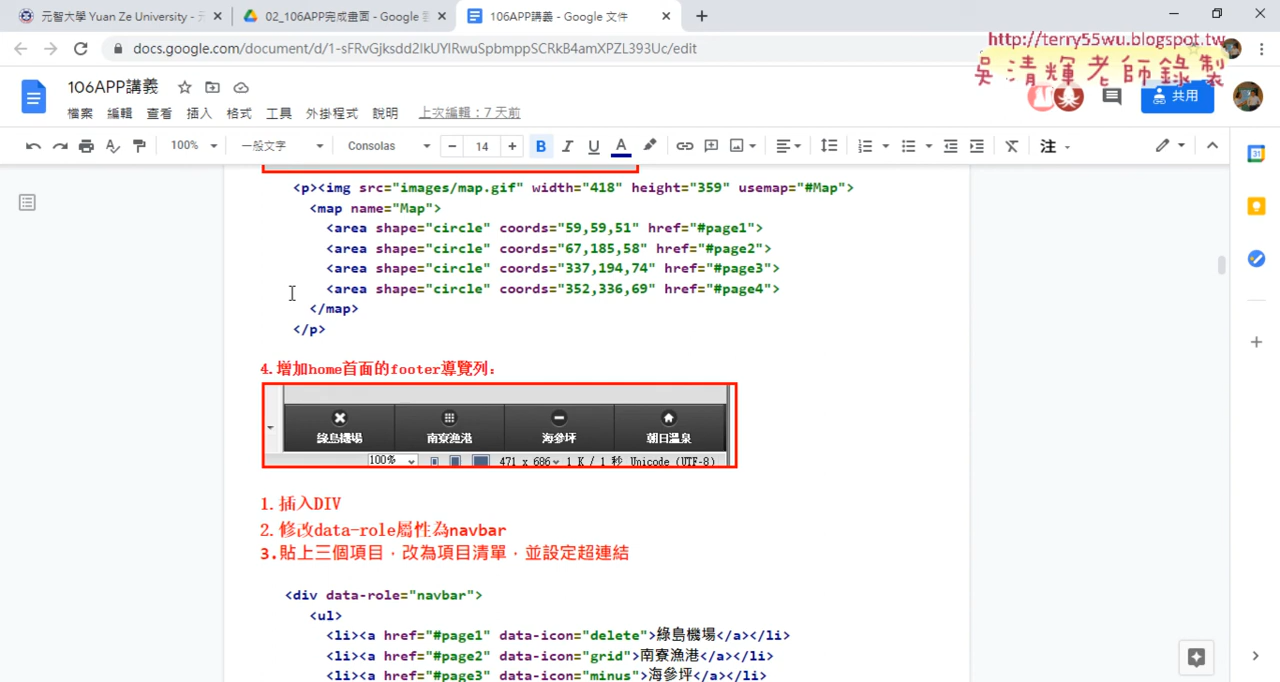 元智大學 Yuan Ze University - 元
02_106APP完成畫面 - Google 雲
106APP講義 - Google 文件
docs.google.com/document/d/1-sFRvGjksdd2lkUYlRwuSpbmppSCRkB4amXPZL393Uc/edit
http://terry55wu.blogspot.tw
吳清輝老師錄製
106APP講義
檔案 編輯 查看 插入 格式 工具 外掛程式 說明 上次編輯：7 天前
共用
100% 一般文字 Consolas 14 B I U A 注
31
<p><img src="images/map.gif" width="418" height="359" usemap="#Map">
<map name="Map">
<area shape="circle" coords="59,59,51" href="#page1">
<area shape="circle" coords="67,185,58" href="#page2">
<area shape="circle" coords="337,194,74" href="#page3">
<area shape="circle" coords="352,336,69" href="#page4">
</map>
</p>
4.增加home首面的footer導覽列：
綠島機場 南寮漁港 海參坪 朝日溫泉
100% 471 x 686 1 K / 1 秒 Unicode (UTF-8)
1.插入DIV
2.修改data-role屬性為navbar
3.貼上三個項目，改為項目清單，並設定超連結
<div data-role="navbar">
<ul>
<li><a href="#page1" data-icon="delete">綠島機場</a></li>
<li><a href="#page2" data-icon="grid">南寮漁港</a></li>
<li><a href="#page3" data-icon="minus">海參坪</a></li>